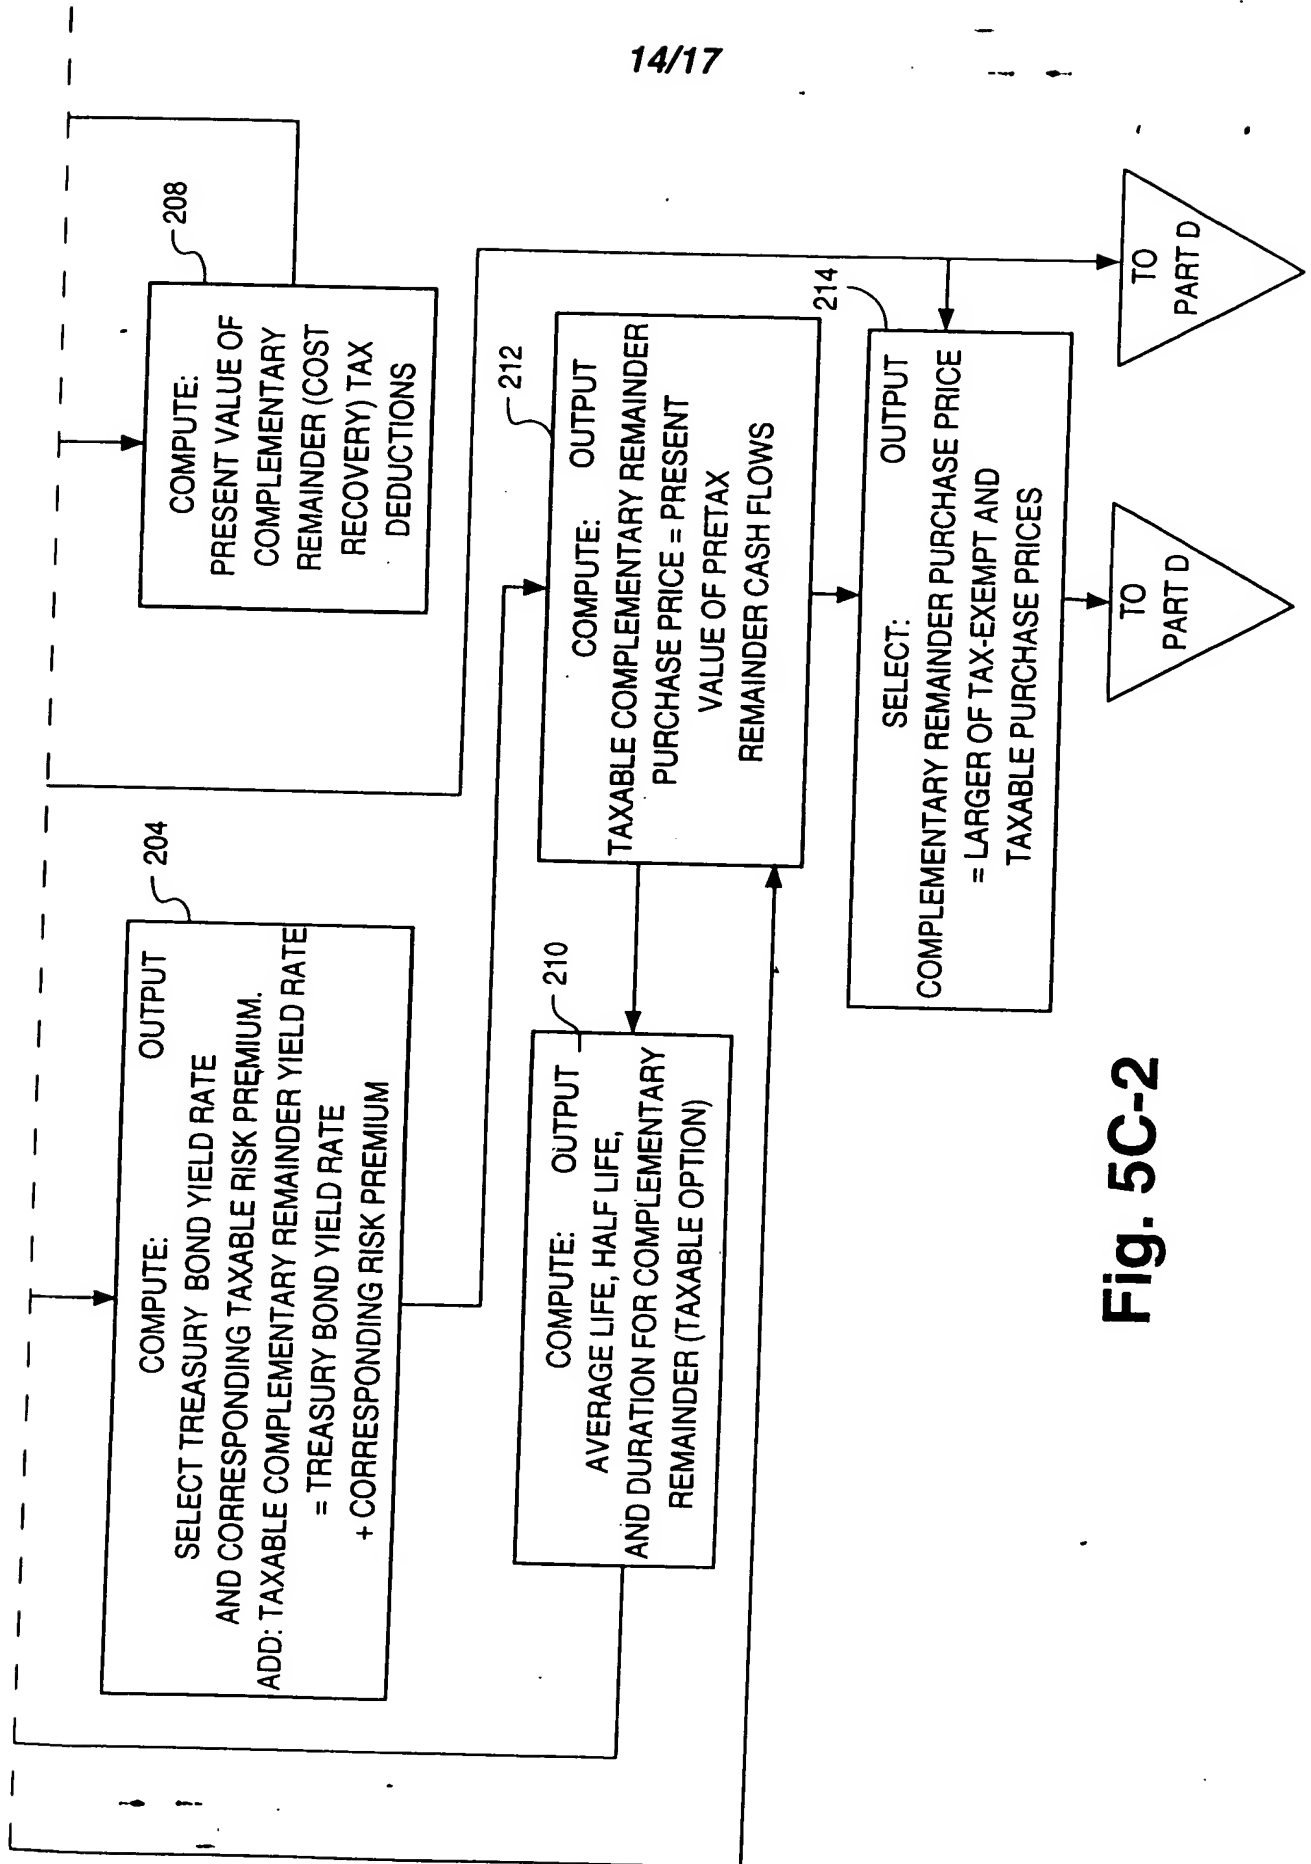 14/17
208
COMPUTE:
PRESENT VALUE OF
COMPLEMENTARY
REMAINDER (COST
RECOVERY) TAX
DEDUCTIONS
204
COMPUTE: OUTPUT
SELECT TREASURY BOND YIELD RATE
AND CORRESPONDING TAXABLE RISK PREMIUM.
ADD: TAXABLE COMPLEMENTARY REMAINDER YIELD RATE
= TREASURY BOND YIELD RATE
+ CORRESPONDING RISK PREMIUM
212
COMPUTE: OUTPUT
TAXABLE COMPLEMENTARY REMAINDER
PURCHASE PRICE = PRESENT
VALUE OF PRETAX
REMAINDER CASH FLOWS
210
COMPUTE: OUTPUT
AVERAGE LIFE, HALF LIFE,
AND DURATION FOR COMPLEMENTARY
REMAINDER (TAXABLE OPTION)
214
SELECT: OUTPUT
COMPLEMENTARY REMAINDER PURCHASE PRICE
= LARGER OF TAX-EXEMPT AND
TAXABLE PURCHASE PRICES
TO
PART D
TO
PART D
Fig. 5C-2